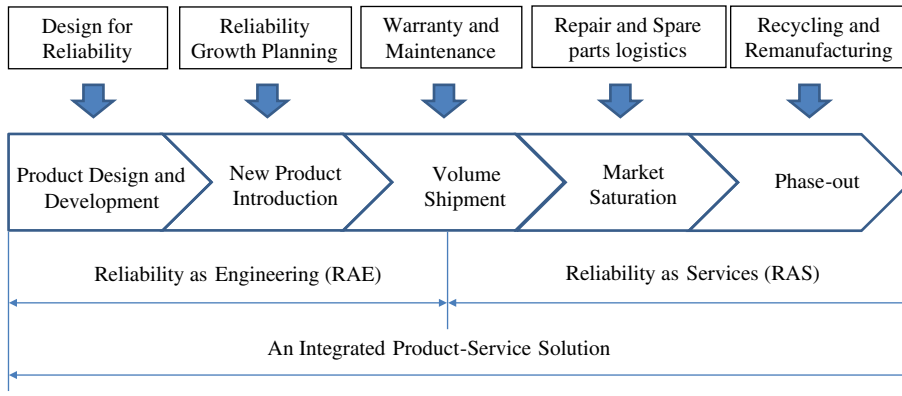 Design for
Reliability
Reliability
Growth Planning
Warranty and
Maintenance
Repair and Spare
parts logistics
Recycling and
Remanufacturing
Product Design and
Development
New Product
Introduction
Volume
Shipment
Market
Saturation
Phase-out
Reliability as Engineering (RAE)
Reliability as Services (RAS)
An Integrated Product-Service Solution